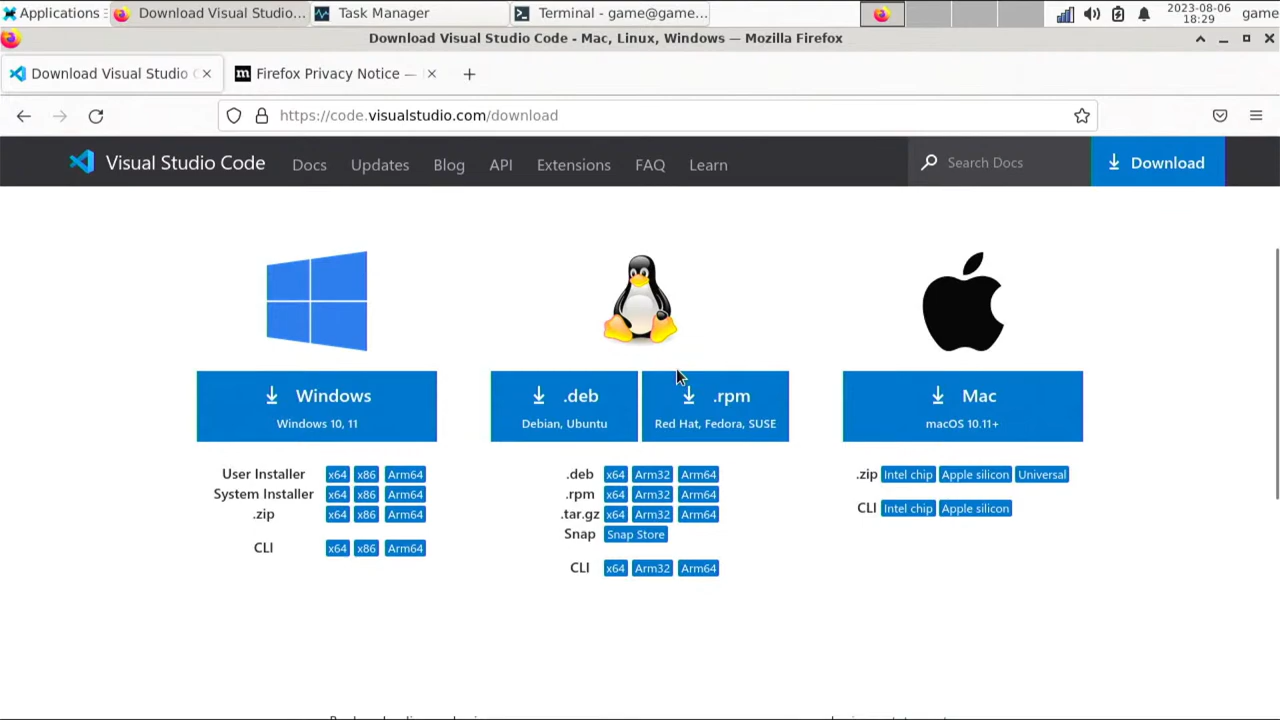 Applications
Download Visual Studio...
Task Manager
Terminal - game@game...
2023-08-06
18:29
game
Download Visual Studio Code - Mac, Linux, Windows — Mozilla Firefox
Download Visual Studio C
Firefox Privacy Notice —
https://code.visualstudio.com/download
Visual Studio Code
Docs
Updates
Blog
API
Extensions
FAQ
Learn
Search Docs
Download
Windows
Windows 10, 11
.deb
Debian, Ubuntu
.rpm
Red Hat, Fedora, SUSE
Mac
macOS 10.11+
User Installer x64 x86 Arm64
System Installer x64 x86 Arm64
.zip x64 x86 Arm64
CLI x64 x86 Arm64
.deb x64 Arm32 Arm64
.rpm x64 Arm32 Arm64
.tar.gz x64 Arm32 Arm64
Snap Snap Store
CLI x64 Arm32 Arm64
.zip Intel chip Apple silicon Universal
CLI Intel chip Apple silicon